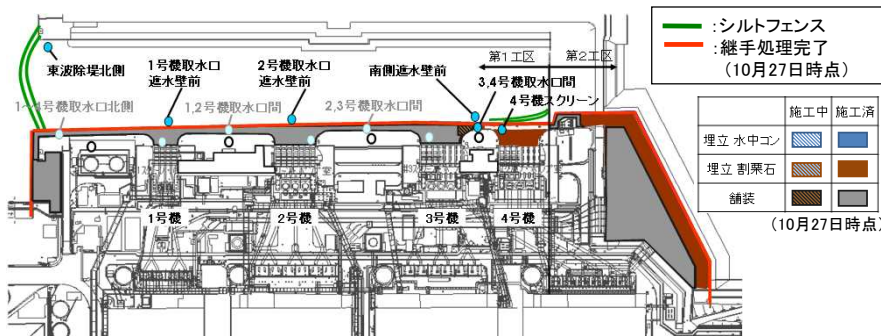 :シルトフェンス
:継手処理完了
(10月27日時点)
第1工区
第2工区
東波除堤北側
1号機取水口
遮水壁前
2号機取水口
遮水壁前
南側遮水壁前
3,4号機取水口間
4号機スクリーン
1~4号機取水口北側
1,2号機取水口間
2,3号機取水口間
1号機
2号機
3号機
4号機
施工中
施工済
埋立 水中コン
埋立 割栗石
舗装
(10月27日時点)